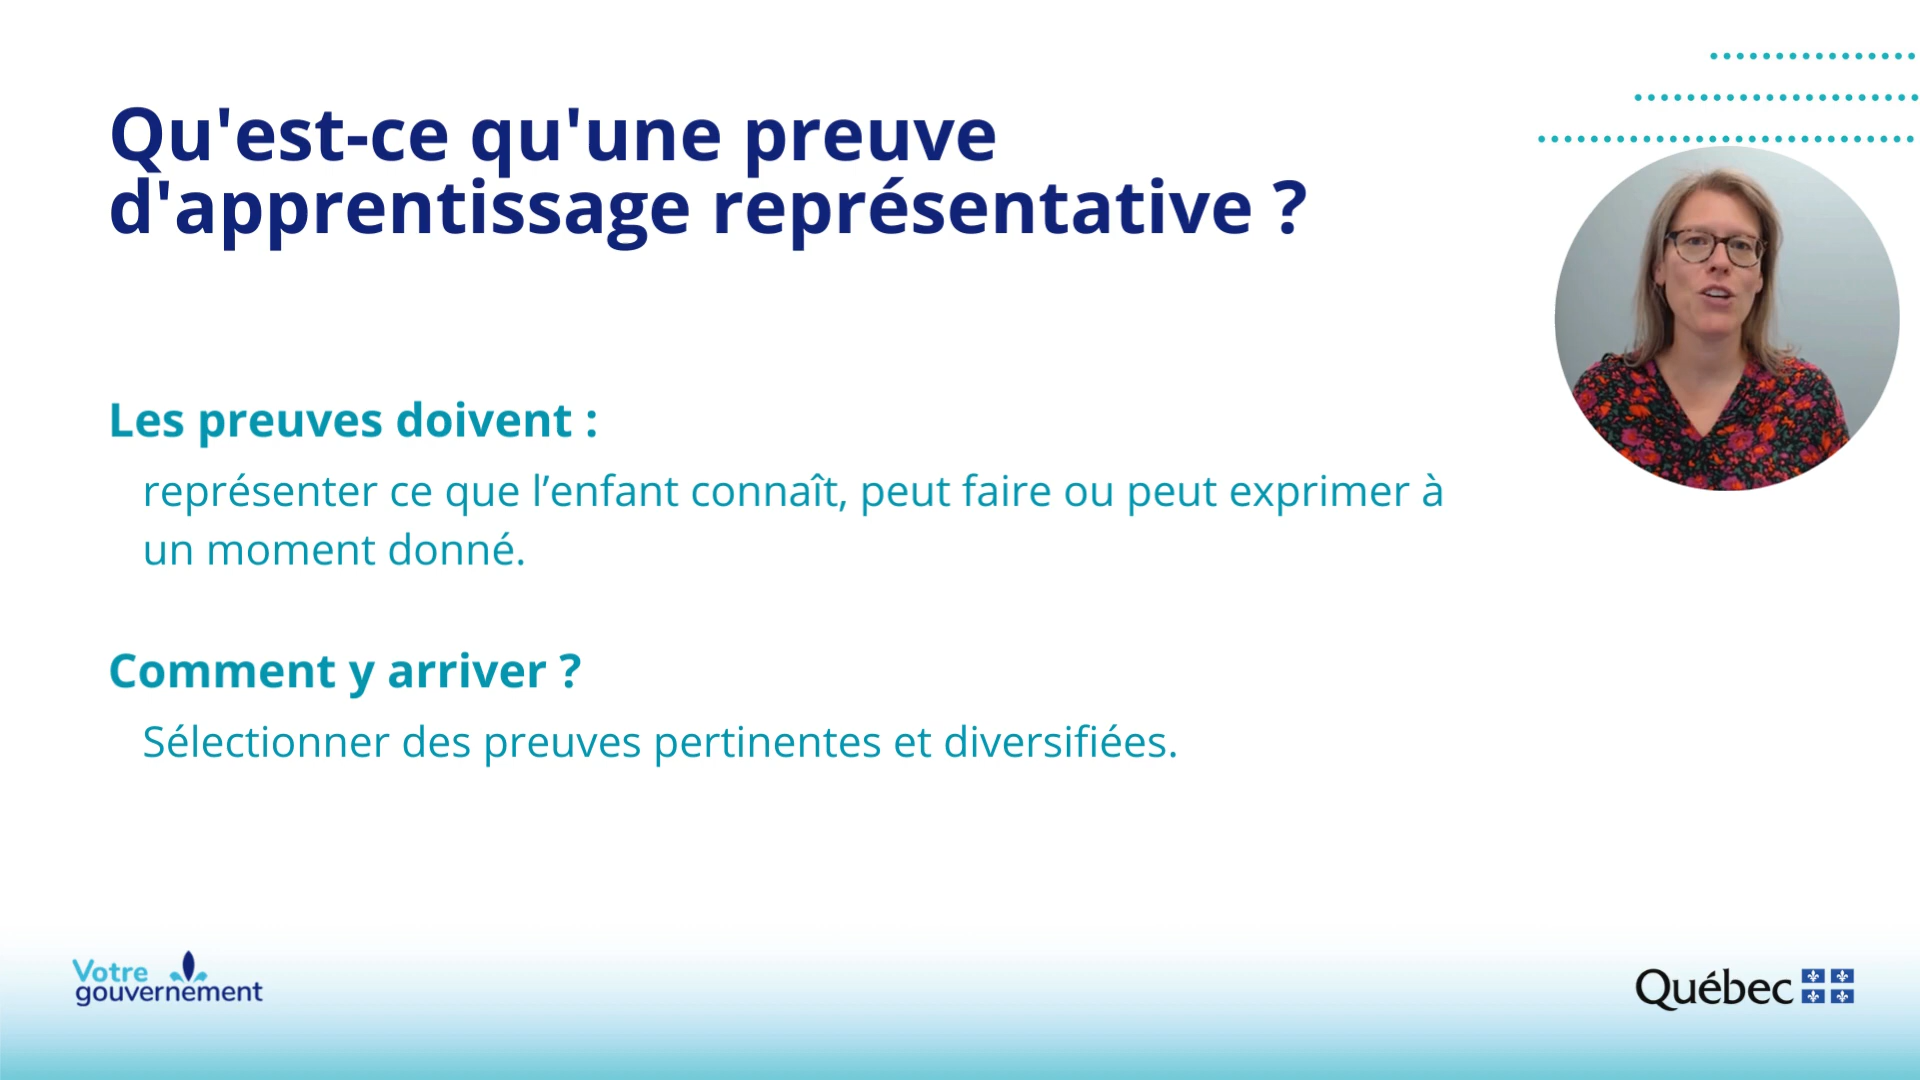 Qu'est-ce qu'une preuve
d'apprentissage représentative ?
Les preuves doivent :
représenter ce que l’enfant connaît, peut faire ou peut exprimer à
un moment donné.
Comment y arriver ?
Sélectionner des preuves pertinentes et diversifiées.
Votre
gouvernement
Québec